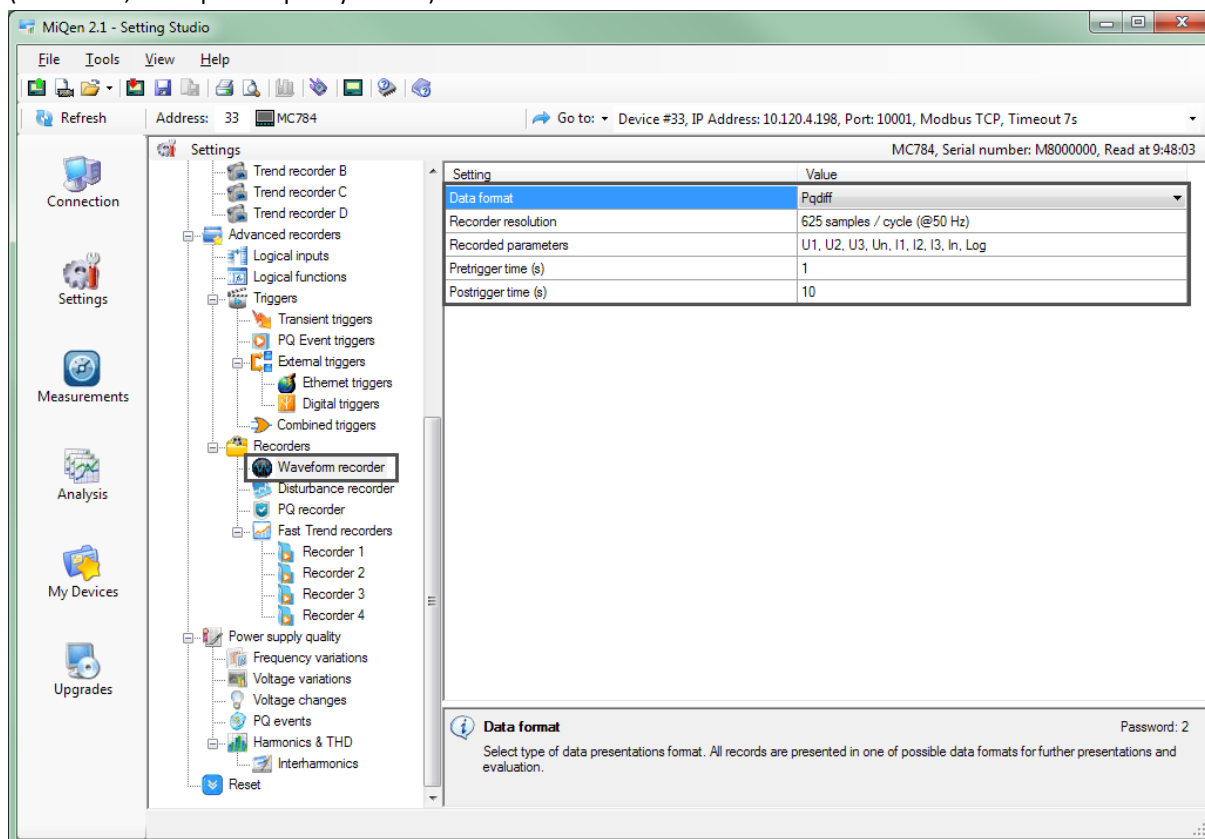 MiQen 2.1 - Setting Studio
File Tools View Help
Refresh Address: 33 MC784 Go to: Device #33, IP Address: 10.120.4.198, Port: 10001, Modbus TCP, Timeout 7s
Settings MC784, Serial number: M8000000, Read at 9:48:03
Connection
Settings
Measurements
Analysis
My Devices
Upgrades
Trend recorder B
Trend recorder C
Trend recorder D
Advanced recorders
Logical inputs
Logical functions
Triggers
Transient triggers
PQ Event triggers
External triggers
Ethernet triggers
Digital triggers
Combined triggers
Recorders
Waveform recorder
Disturbance recorder
PQ recorder
Fast Trend recorders
Recorder 1
Recorder 2
Recorder 3
Recorder 4
Power supply quality
Frequency variations
Voltage variations
Voltage changes
PQ events
Harmonics & THD
Interharmonics
Reset
Setting Value
Data format Pqdiff
Recorder resolution 625 samples / cycle (@50 Hz)
Recorded parameters U1, U2, U3, Un, I1, I2, I3, In, Log
Pretrigger time (s) 1
Postrigger time (s) 10
Data format Password: 2
Select type of data presentations format. All records are presented in one of possible data formats for further presentations and
evaluation.